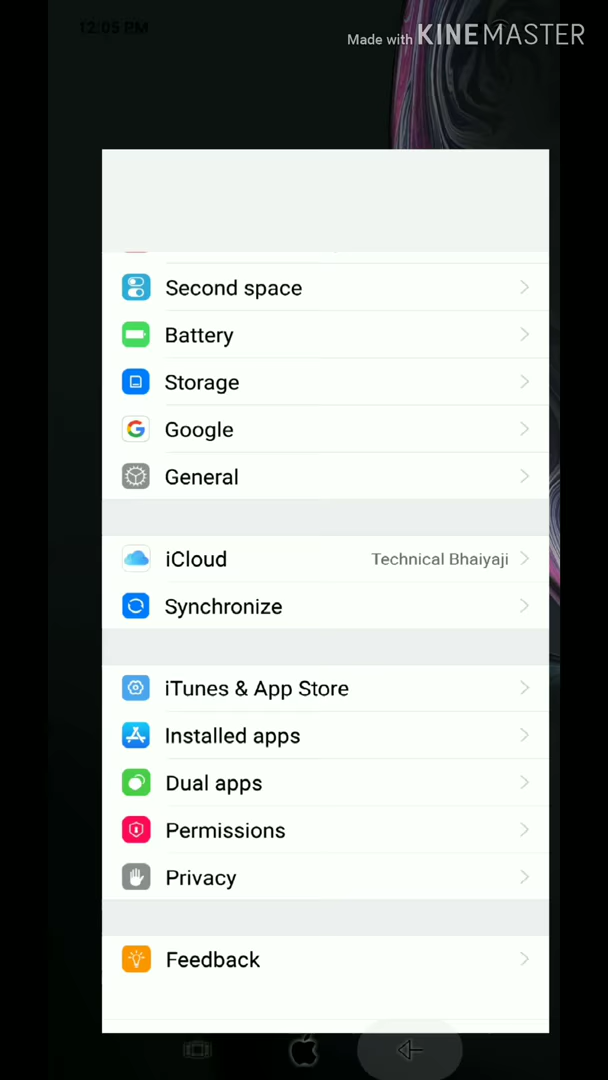 12:05 PM
Made with KINEMASTER
Second space
Battery
Storage
Google
General
iCloud Technical Bhaiyaji
Synchronize
iTunes & App Store
Installed apps
Dual apps
Permissions
Privacy
Feedback